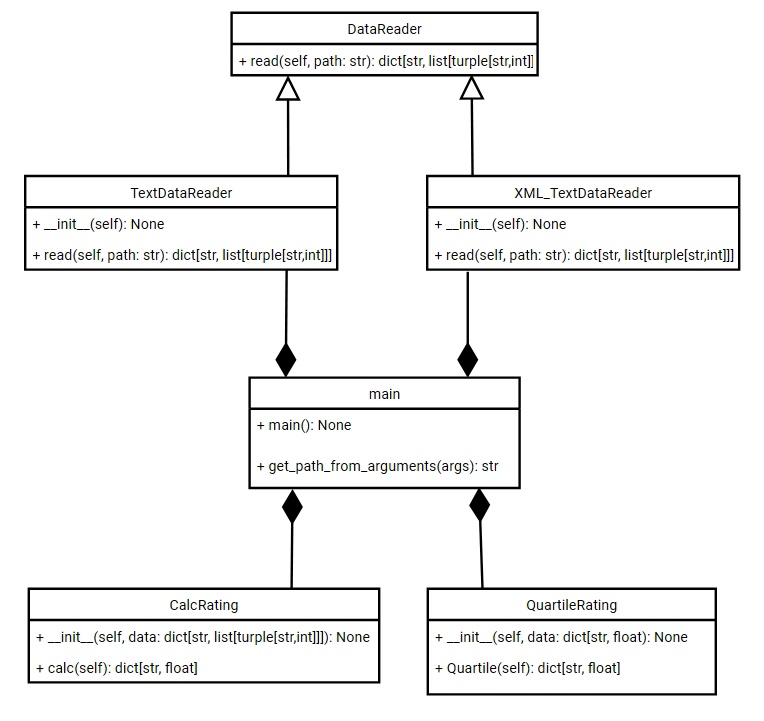 DataReader
+ read(self, path: str): dict[str, list[turple[str,int]]
TextDataReader
+ __init__(self): None
+ read(self, path: str): dict[str, list[turple[str,int]]]
XML_TextDataReader
+ __init__(self): None
+ read(self, path: str): dict[str, list[turple[str,int]]]
main
+ main(): None
+ get_path_from_arguments(args): str
CalcRating
+ __init__(self, data: dict[str, list[turple[str,int]]]): None
+ calc(self): dict[str, float]
QuartileRating
+ __init__(self, data: dict[str, float): None
+ Quartile(self): dict[str, float]